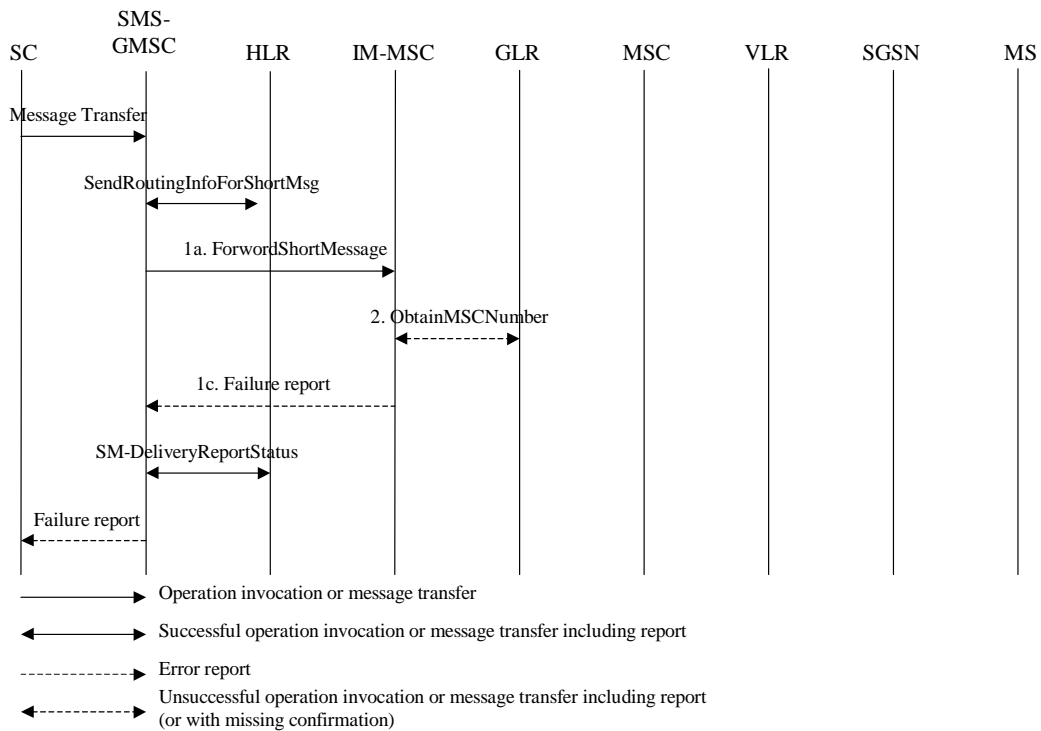 SMS-
GMSC
SC HLR IM-MSC GLR MSC VLR SGSN MS
Message Transfer
SendRoutingInfoForShortMsg
1a. ForwordShortMessage
2. ObtainMSCNumber
1c. Failure report
SM-DeliveryReportStatus
Failure report
Operation invocation or message transfer
Successful operation invocation or message transfer including report
Error report
Unsuccessful operation invocation or message transfer including report
(or with missing confirmation)